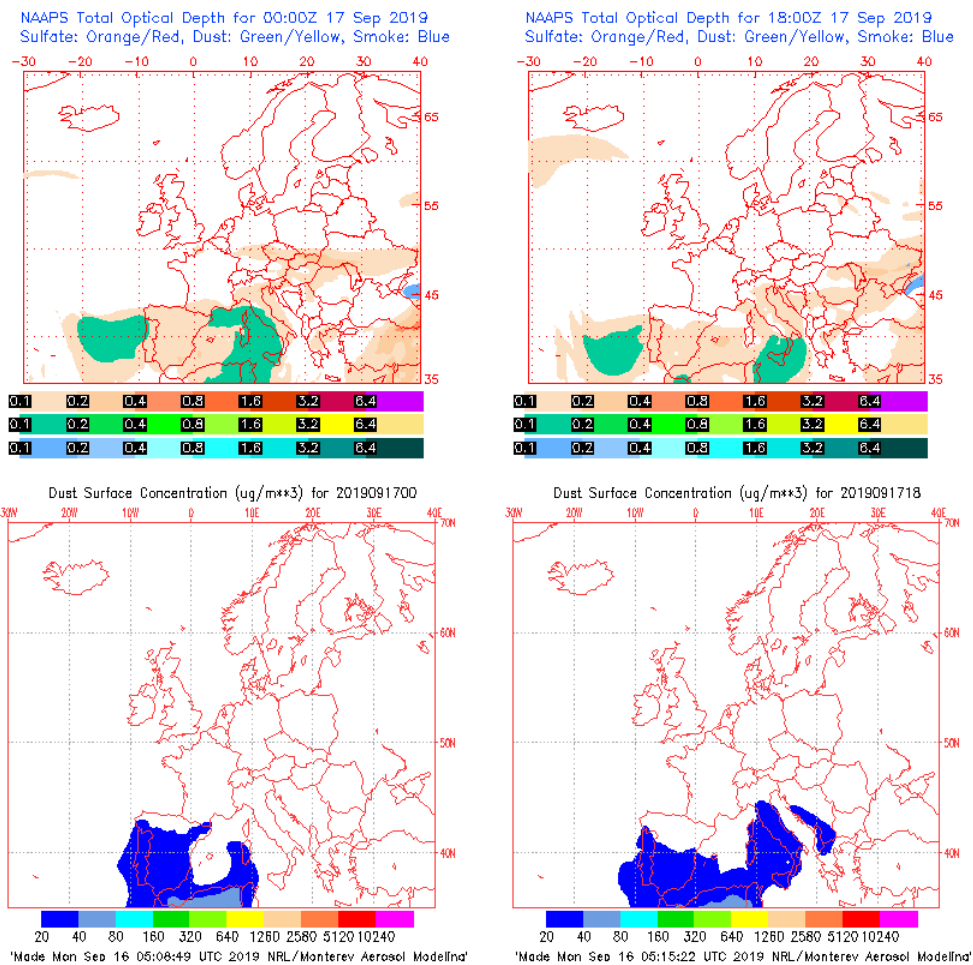 NAAPS Total Optical Depth for 00:00Z 17 Sep 2019
Sulfate: Orange/Red, Dust: Green/Yellow, Smoke: Blue
-30 -20 -10 0 10 20 30 40
65
55
45
35
0.1 0.2 0.4 0.8 1.6 3.2 6.4
0.1 0.2 0.4 0.8 1.6 3.2 6.4
0.1 0.2 0.4 0.8 1.6 3.2 6.4
NAAPS Total Optical Depth for 18:00Z 17 Sep 2019
Sulfate: Orange/Red, Dust: Green/Yellow, Smoke: Blue
-30 -20 -10 0 10 20 30 40
65
55
45
35
0.1 0.2 0.4 0.8 1.6 3.2 6.4
0.1 0.2 0.4 0.8 1.6 3.2 6.4
0.1 0.2 0.4 0.8 1.6 3.2 6.4
Dust Surface Concentration (ug/m**3) for 2019091700
30W 20W 10W 0 10E 20E 30E 40E
70N
60N
50N
40N
20 40 80 160 320 640 1260 2580 5120 10240
'Made Mon Sep 16 05:08:49 UTC 2019 NRL/Monterey Aerosol Modeling'
Dust Surface Concentration (ug/m**3) for 2019091718
30W 20W 10W 0 10E 20E 30E 40E
70N
60N
50N
40N
20 40 80 160 320 640 1260 2580 5120 10240
'Made Mon Sep 16 05:15:22 UTC 2019 NRL/Monterey Aerosol Modeling'